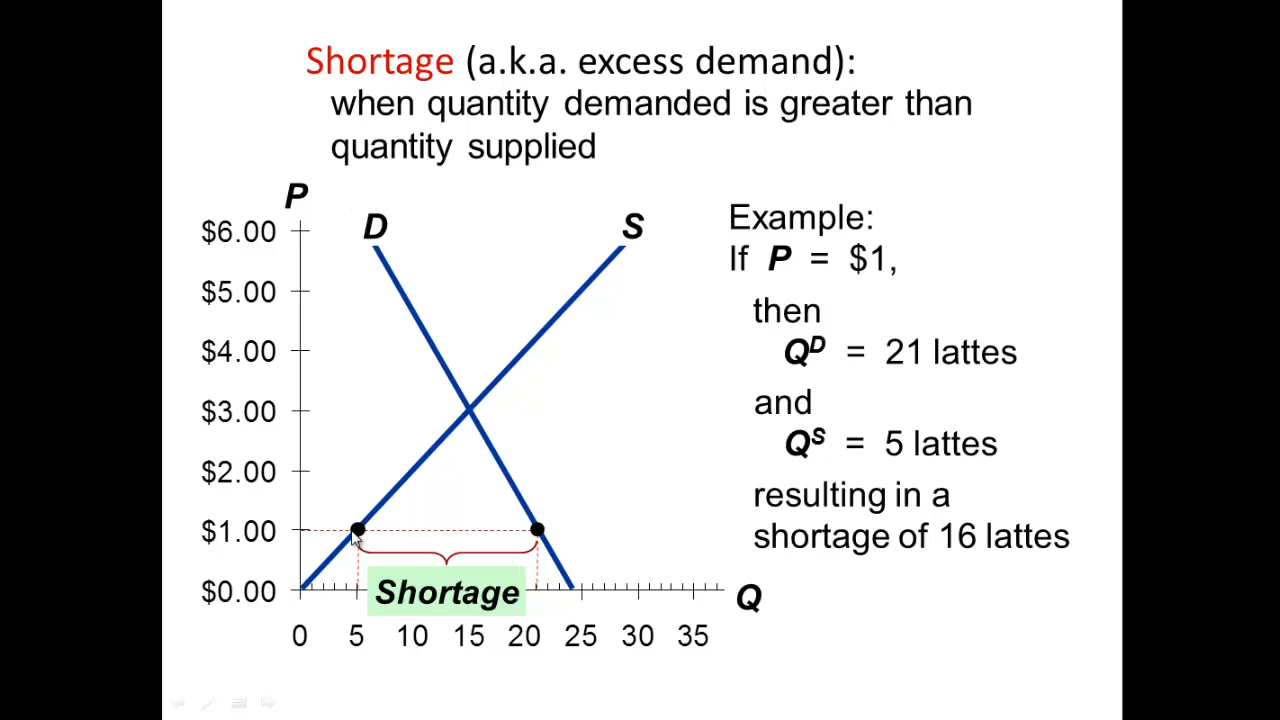 Shortage (a.k.a. excess demand):
when quantity demanded is greater than
quantity supplied
P
D
S
$6.00
$5.00
$4.00
$3.00
$2.00
$1.00
$0.00
Shortage
Q
0 5 10 15 20 25 30 35
Example:
If P = $1,
then
Q^D = 21 lattes
and
Q^S = 5 lattes
resulting in a
shortage of 16 lattes